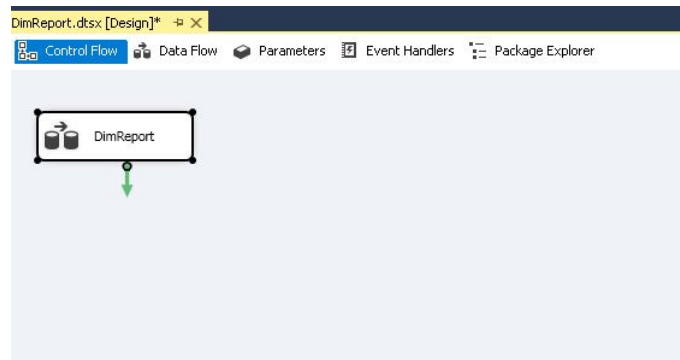 DimReport.dtsx [Design]*
Control Flow Data Flow Parameters Event Handlers Package Explorer
DimReport